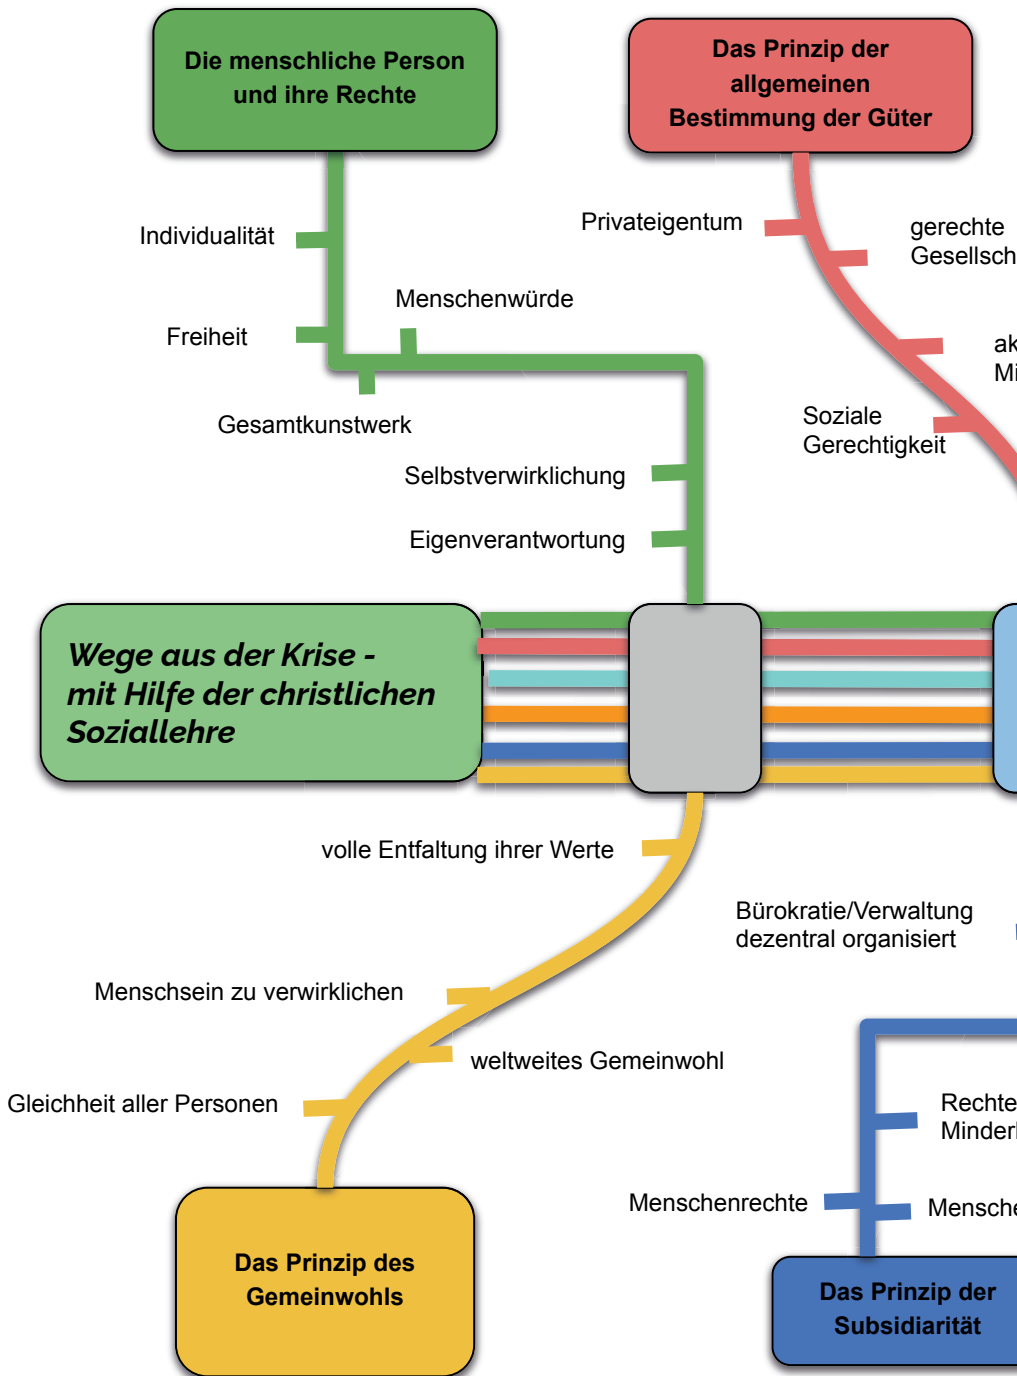 Die menschliche Person
und ihre Rechte
Das Prinzip der
allgemeinen
Bestimmung der Güter
Individualität
Privateigentum
gerechte
Menschenwürde
Freiheit
Gesamtkunstwerk
Soziale
Gerechtigkeit
Selbstverwirklichung
Eigenverantwortung
Wege aus der Krise -
mit Hilfe der christlichen
Soziallehre
volle Entfaltung ihrer Werte
Bürokratie/Verwaltung
dezentral organisiert
Menschsein zu verwirklichen
weltweites Gemeinwohl
Gleichheit aller Personen
Rechte
Menschenrechte
Das Prinzip des
Gemeinwohls
Das Prinzip der
Subsidiarität